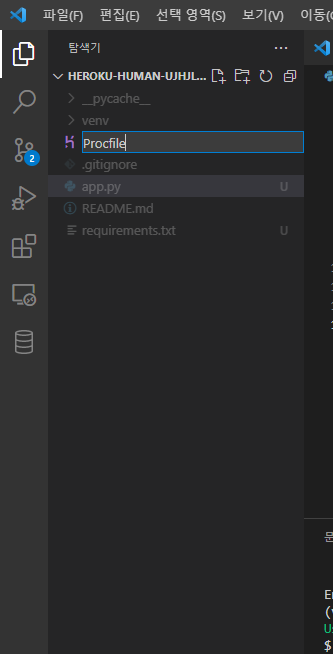 파일(F) 편집(E) 선택 영역(S) 보기(V) 이동(
탐색기
HEROKU-HUMAN-UJHJL...
__pycache__
venv
Procfile
.gitignore
app.py U
README.md
requirements.txt U
2
문
(
$